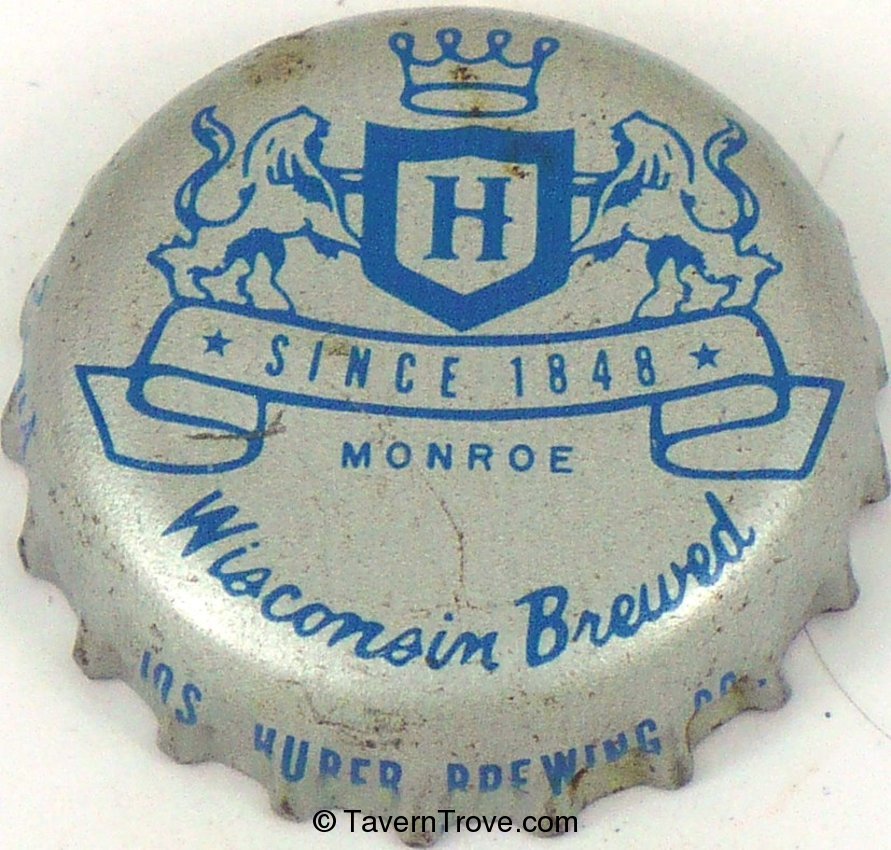 H
★ SINCE 1848 ★
MONROE
Wisconsin Brewed
JOS. HUBER BREWING CO.
© TavernTrove.com